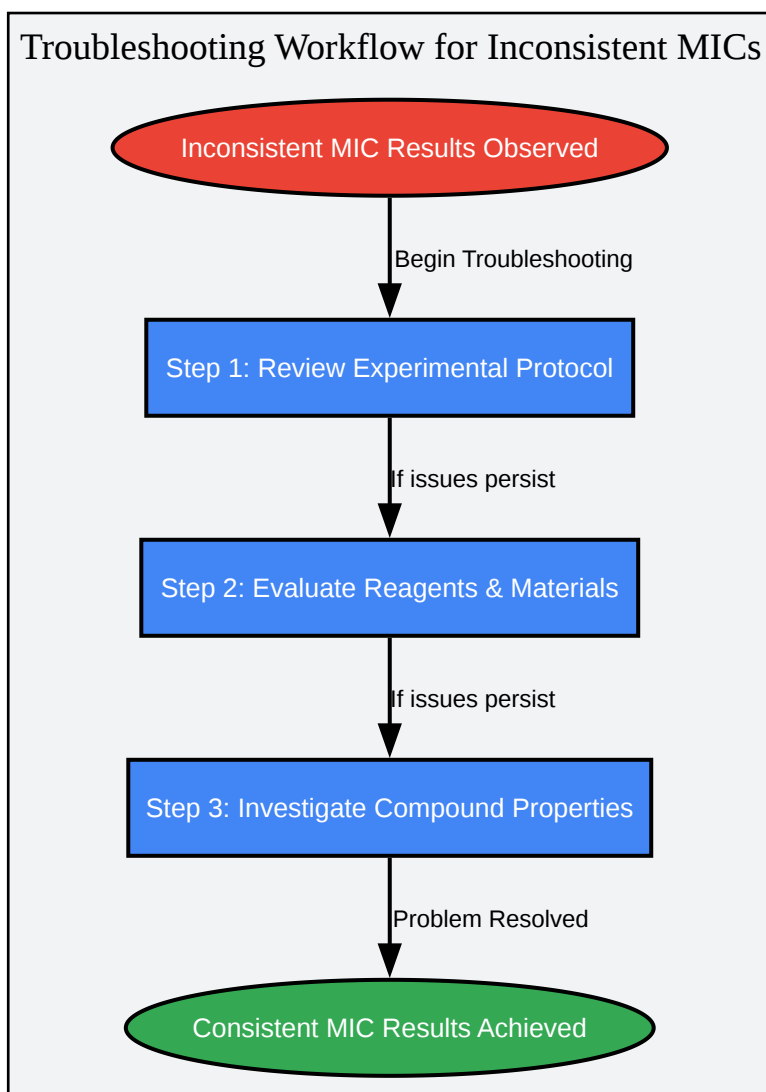 Troubleshooting Workflow for Inconsistent MICs
Inconsistent MIC Results Observed
Begin Troubleshooting
Step 1: Review Experimental Protocol
If issues persist
Step 2: Evaluate Reagents & Materials
If issues persist
Step 3: Investigate Compound Properties
Problem Resolved
Consistent MIC Results Achieved